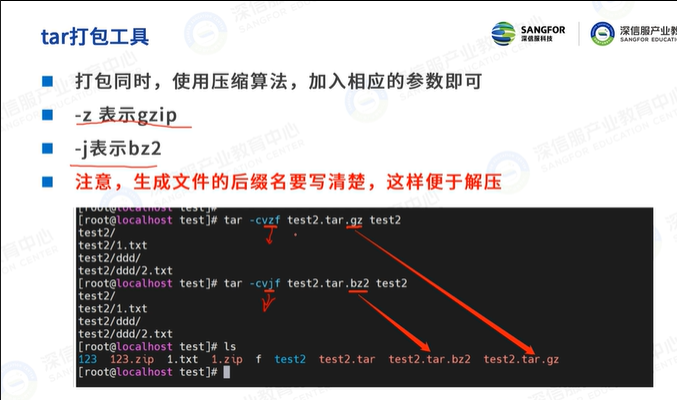 tar打包工具
SANGFOR
深信服科技
深信服产业教育
SANGFOR EDUCATION
打包同时，使用压缩算法，加入相应的参数即可
-z 表示gzip
-j表示bz2
注意，生成文件的后缀名要写清楚，这样便于解压
[root@localhost test]#
[root@localhost test]# tar -cvzf test2.tar.gz test2
test2/
test2/1.txt
test2/ddd/
test2/ddd/2.txt
[root@localhost test]# tar -cvjf test2.tar.bz2 test2
test2/
test2/1.txt
test2/ddd/
test2/ddd/2.txt
[root@localhost test]# ls
123 123.zip 1.txt 1.zip f test2 test2.tar test2.tar.bz2 test2.tar.gz
[root@localhost test]#